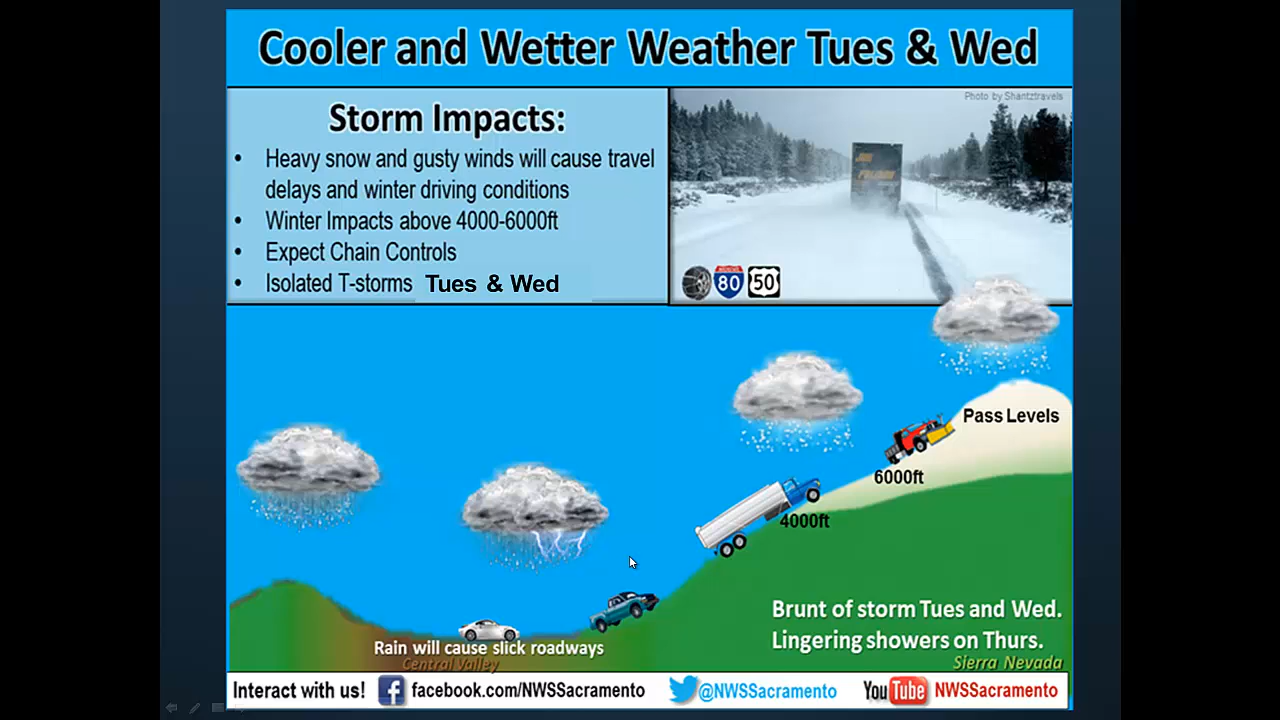 Cooler and Wetter Weather Tues & Wed
Storm Impacts:
• Heavy snow and gusty winds will cause travel
delays and winter driving conditions
• Winter Impacts above 4000-6000ft
• Expect Chain Controls
• Isolated T-storms Tues & Wed
Photo by Shantztravels
80
50
Pass Levels
6000ft
4000ft
Brunt of storm Tues and Wed.
Lingering showers on Thurs.
Rain will cause slick roadways
Central Valley
Sierra Nevada
Interact with us! facebook.com/NWSSacramento @NWSSacramento YouTube NWSSacramento